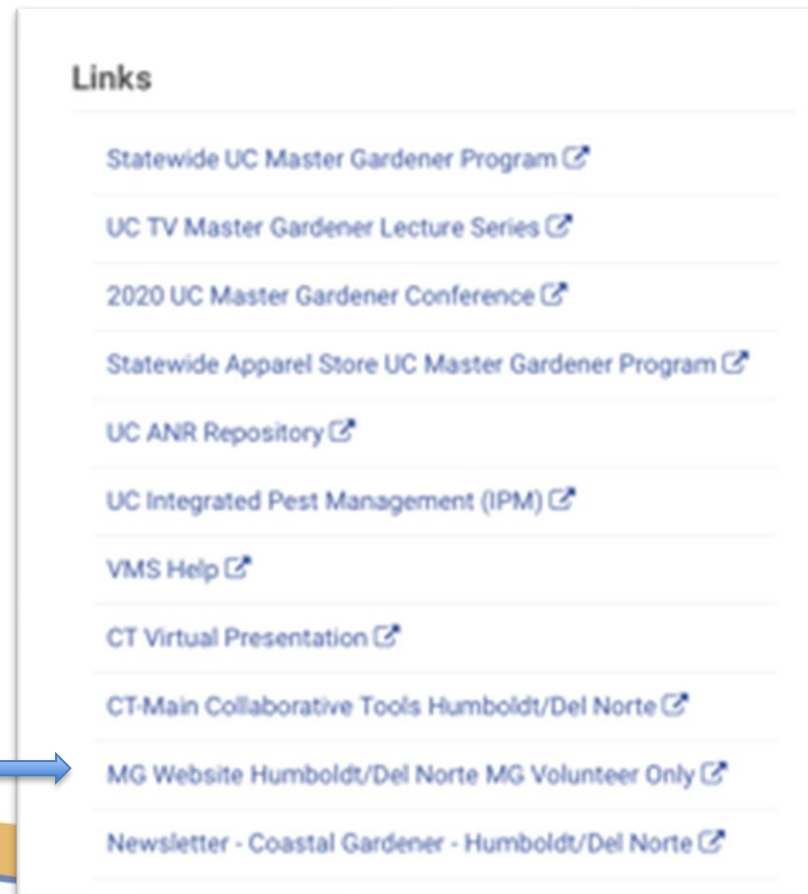 Links
Statewide UC Master Gardener Program
UC TV Master Gardener Lecture Series
2020 UC Master Gardener Conference
Statewide Apparel Store UC Master Gardener Program
UC ANR Repository
UC Integrated Pest Management (IPM)
VMS Help
CT Virtual Presentation
CT-Main Collaborative Tools Humboldt/Del Norte
MG Website Humboldt/Del Norte MG Volunteer Only
Newsletter - Coastal Gardener - Humboldt/Del Norte